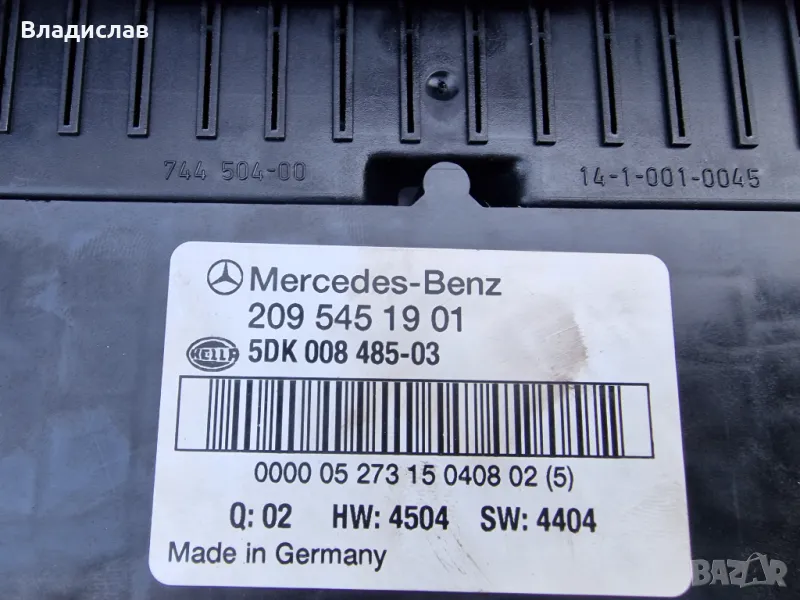 Владислав
744 504-00
14-1-001-0045
Mercedes-Benz
209 545 19 01
HELLA 5DK 008 485-03
0000 05 273 15 0408 02 (5)
Q: 02 HW: 4504 SW: 4404
Made in Germany
BAZAR